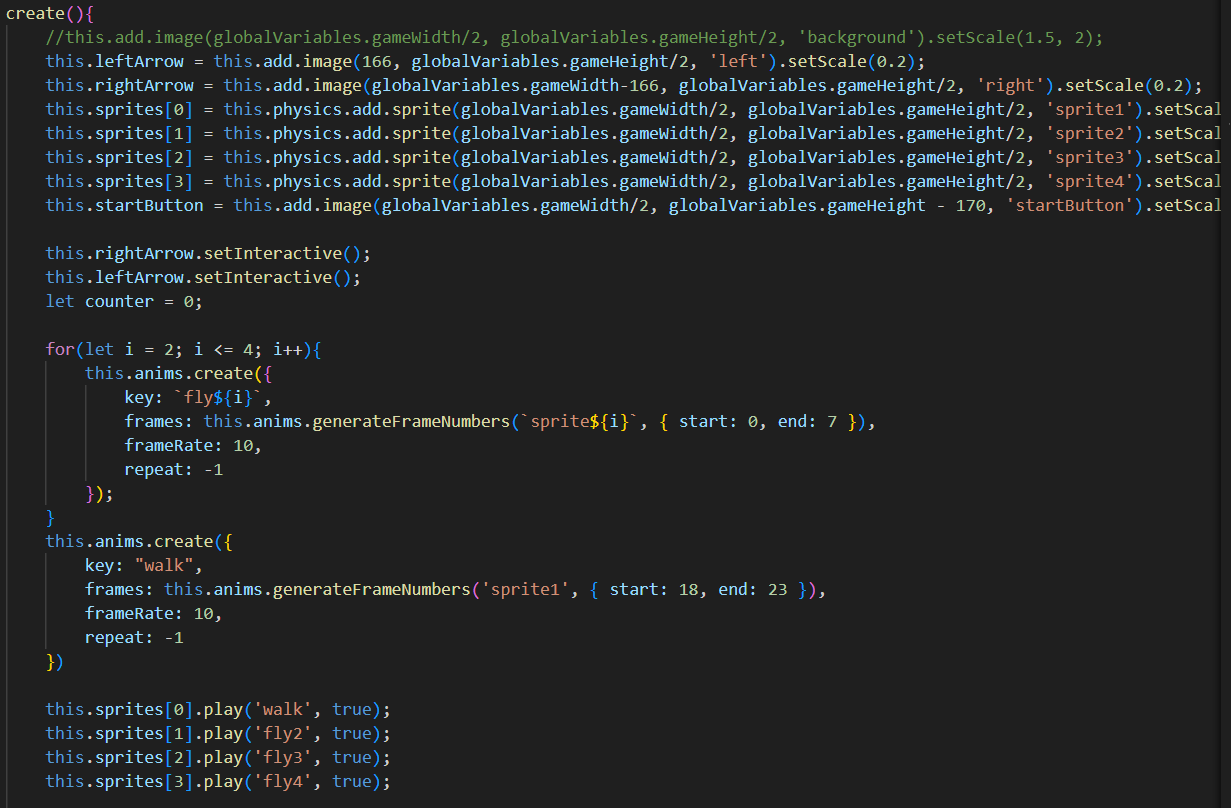 create(){
    //this.add.image(globalVariables.gameWidth/2, globalVariables.gameHeight/2, 'background').setScale(1.5, 2);
    this.leftArrow = this.add.image(166, globalVariables.gameHeight/2, 'left').setScale(0.2);
    this.rightArrow = this.add.image(globalVariables.gameWidth-166, globalVariables.gameHeight/2, 'right').setScale(0.2);
    this.sprites[0] = this.physics.add.sprite(globalVariables.gameWidth/2, globalVariables.gameHeight/2, 'sprite1').setScal
    this.sprites[1] = this.physics.add.sprite(globalVariables.gameWidth/2, globalVariables.gameHeight/2, 'sprite2').setScal
    this.sprites[2] = this.physics.add.sprite(globalVariables.gameWidth/2, globalVariables.gameHeight/2, 'sprite3').setScal
    this.sprites[3] = this.physics.add.sprite(globalVariables.gameWidth/2, globalVariables.gameHeight/2, 'sprite4').setScal
    this.startButton = this.add.image(globalVariables.gameWidth/2, globalVariables.gameHeight - 170, 'startButton').setScal

    this.rightArrow.setInteractive();
    this.leftArrow.setInteractive();
    let counter = 0;

    for(let i = 2; i <= 4; i++){
        this.anims.create({
            key: `fly${i}`,
            frames: this.anims.generateFrameNumbers(`sprite${i}`, { start: 0, end: 7 }),
            frameRate: 10,
            repeat: -1
        });
    }
    this.anims.create({
        key: "walk",
        frames: this.anims.generateFrameNumbers('sprite1', { start: 18, end: 23 }),
        frameRate: 10,
        repeat: -1
    })

    this.sprites[0].play('walk', true);
    this.sprites[1].play('fly2', true);
    this.sprites[2].play('fly3', true);
    this.sprites[3].play('fly4', true);